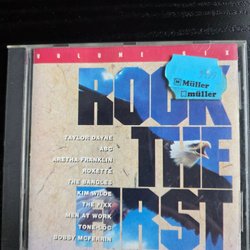 VOLUME SIX
ROCK
Müller
müller
THE
TAYLOR DAYNE
ABC
ARETHA FRANKLIN
ROXETTE
THE BANGLES
KIM WILDE
THE FIXX
MEN AT WORK
TONE-LOC
BOBBY McFERRIN
RST